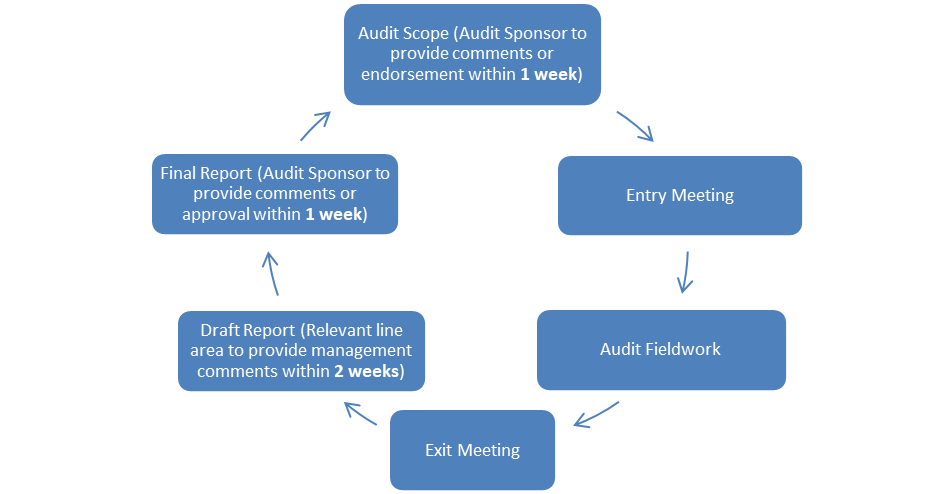 Audit Scope (Audit Sponsor to
provide comments or
endorsement within 1 week)
Entry Meeting
Audit Fieldwork
Exit Meeting
Draft Report (Relevant line
area to provide management
comments within 2 weeks)
Final Report (Audit Sponsor to
provide comments or
approval within 1 week)